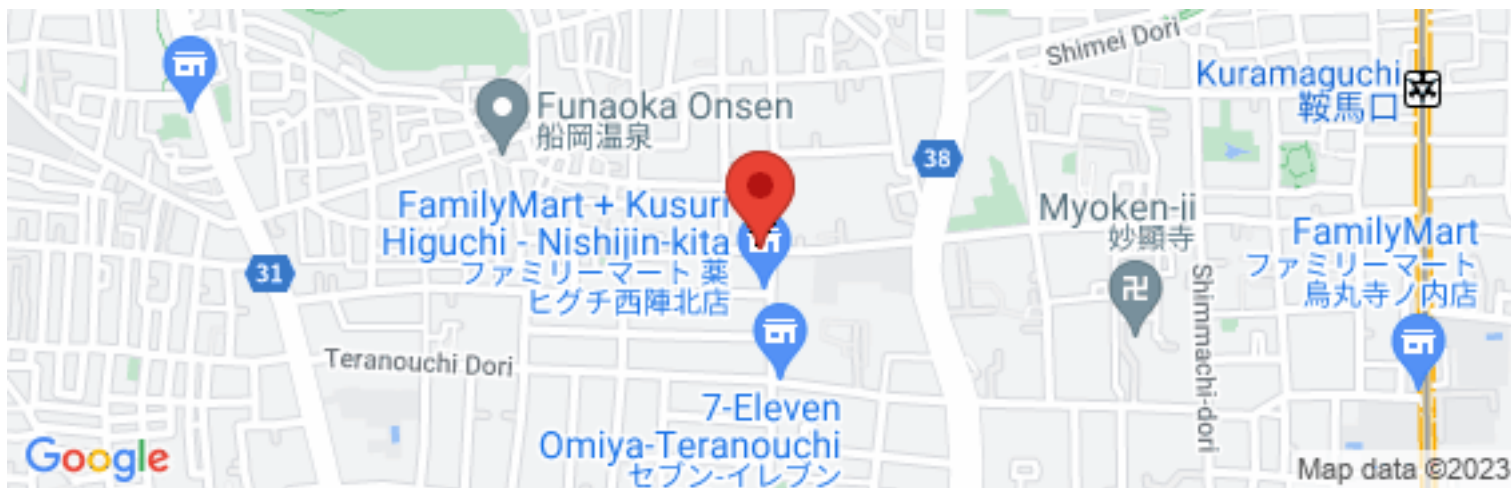 Shimei Dori
Kuramaguchi
鞍馬口
Funaoka Onsen
船岡温泉
38
FamilyMart + Kusuri
Higuchi - Nishijin-kita
ファミリーマート 薬
ヒグチ西陣北店
Myoken-ji
妙顯寺
FamilyMart
ファミリーマート
烏丸寺ノ内店
31
Shimmachi-dori
Teranouchi Dori
7-Eleven
Omiya-Teranouchi
セブン-イレブン
Google
Map data ©2023